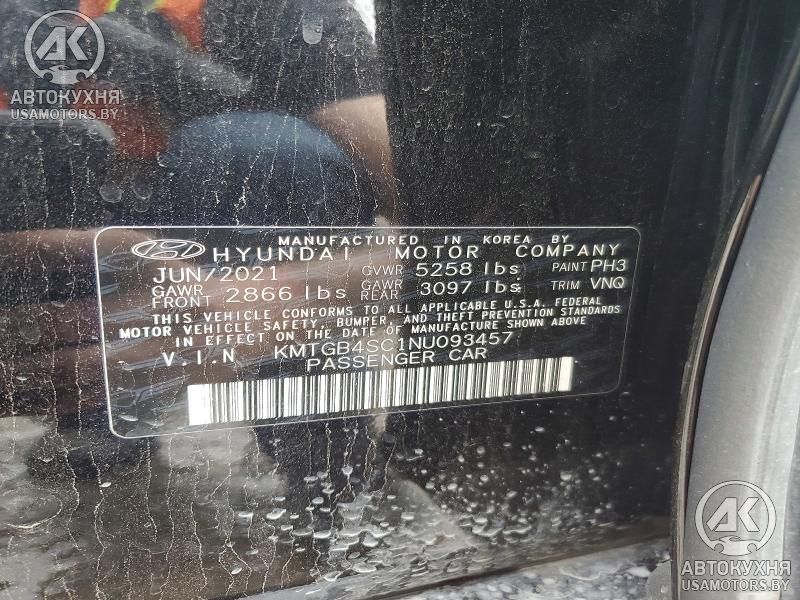 AK
АВТОКУХНЯ
USAMOTORS.BY
MANUFACTURED IN KOREA BY
HYUNDAI MOTOR COMPANY
JUN/2021 GVWR 5258 lbs PAINT PH3
GAWR FRONT 2866 lbs GAWR REAR 3097 lbs TRIM VNQ
THIS VEHICLE CONFORMS TO ALL APPLICABLE U.S.A. FEDERAL
MOTOR VEHICLE SAFETY, BUMPER, AND THEFT PREVENTION STANDARDS
IN EFFECT ON THE DATE OF MANUFACTURE SHOWN ABOVE
V.I.N KMTGB4SC1NU093457
PASSENGER CAR
AK
АВТОКУХНЯ
USAMOTORS.BY